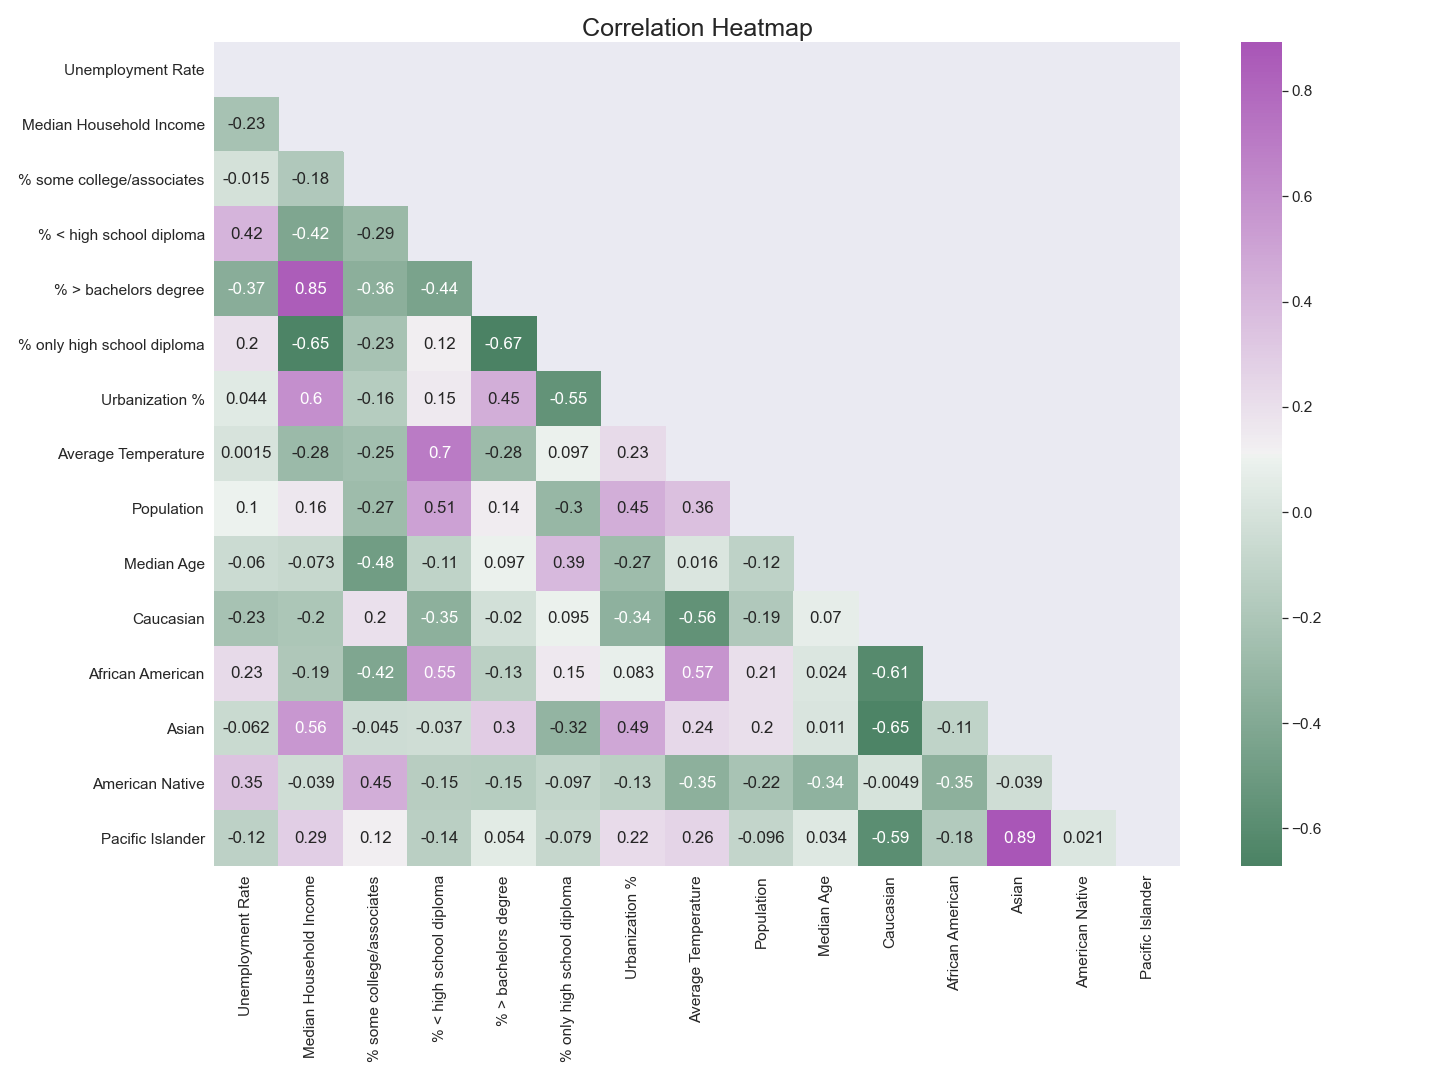 Correlation Heatmap
Unemployment Rate
Median Household Income -0.23
% some college/associates -0.015 -0.18
% < high school diploma 0.42 -0.42 -0.29
% > bachelors degree -0.37 0.85 -0.36 -0.44
% only high school diploma 0.2 -0.65 -0.23 0.12 -0.67
Urbanization % 0.044 0.6 -0.16 0.15 0.45 -0.55
Average Temperature 0.0015 -0.28 -0.25 0.7 -0.28 0.097 0.23
Population 0.1 0.16 -0.27 0.51 0.14 -0.3 0.45 0.36
Median Age -0.06 -0.073 -0.48 -0.11 0.097 0.39 -0.27 0.016 -0.12
Caucasian -0.23 -0.2 0.2 -0.35 -0.02 0.095 -0.34 -0.56 -0.19 0.07
African American 0.23 -0.19 -0.42 0.55 -0.13 0.15 0.083 0.57 0.21 0.024 -0.61
Asian -0.062 0.56 -0.045 -0.037 0.3 -0.32 0.49 0.24 0.2 0.011 -0.65 -0.11
American Native 0.35 -0.039 0.45 -0.15 -0.15 -0.097 -0.13 -0.35 -0.22 -0.34 -0.0049 -0.35 -0.039
Pacific Islander -0.12 0.29 0.12 -0.14 0.054 -0.079 0.22 0.26 -0.096 0.034 -0.59 -0.18 0.89 0.021
Unemployment Rate
Median Household Income
% some college/associates
% < high school diploma
% > bachelors degree
% only high school diploma
Urbanization %
Average Temperature
Population
Median Age
Caucasian
African American
Asian
American Native
Pacific Islander
0.8
0.6
0.4
0.2
0.0
−0.2
−0.4
−0.6